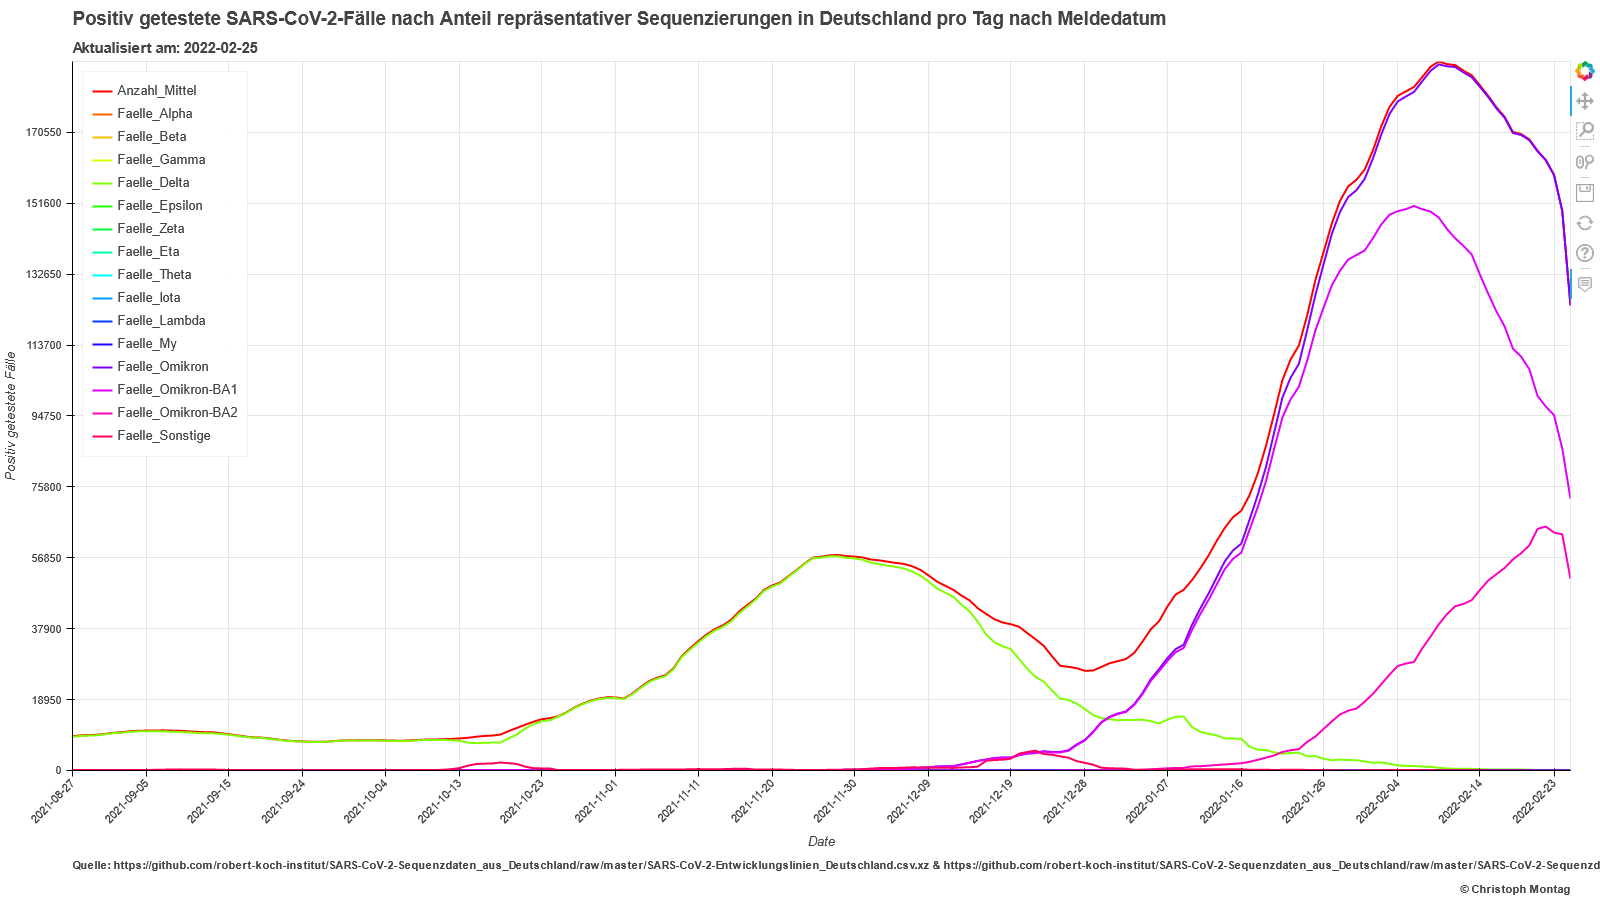 Positiv getestete SARS-CoV-2-Fälle nach Anteil repräsentativer Sequenzierungen in Deutschland pro Tag nach Meldedatum
Aktualisiert am: 2022-02-25
Anzahl_Mittel
Faelle_Alpha
Faelle_Beta
Faelle_Gamma
Faelle_Delta
Faelle_Epsilon
Faelle_Zeta
Faelle_Eta
Faelle_Theta
Faelle_Iota
Faelle_Lambda
Faelle_My
Faelle_Omikron
Faelle_Omikron-BA1
Faelle_Omikron-BA2
Faelle_Sonstige
Positiv getestete Fälle
170550
151600
132650
113700
94750
75800
56850
37900
18950
0
2021-08-27
2021-09-05
2021-09-15
2021-09-24
2021-10-04
2021-10-13
2021-10-23
2021-11-01
2021-11-11
2021-11-20
2021-11-30
2021-12-09
2021-12-19
2021-12-28
2022-01-07
2022-01-16
2022-01-26
2022-02-04
2022-02-14
2022-02-23
Date
Quelle: https://github.com/robert-koch-institut/SARS-CoV-2-Sequenzdaten_aus_Deutschland/raw/master/SARS-CoV-2-Entwicklungslinien_Deutschland.csv.xz & https://github.com/robert-koch-institut/SARS-CoV-2-Sequenzdaten_aus_Deutschland/raw/master/SARS-CoV-2-Sequenzd
© Christoph Montag